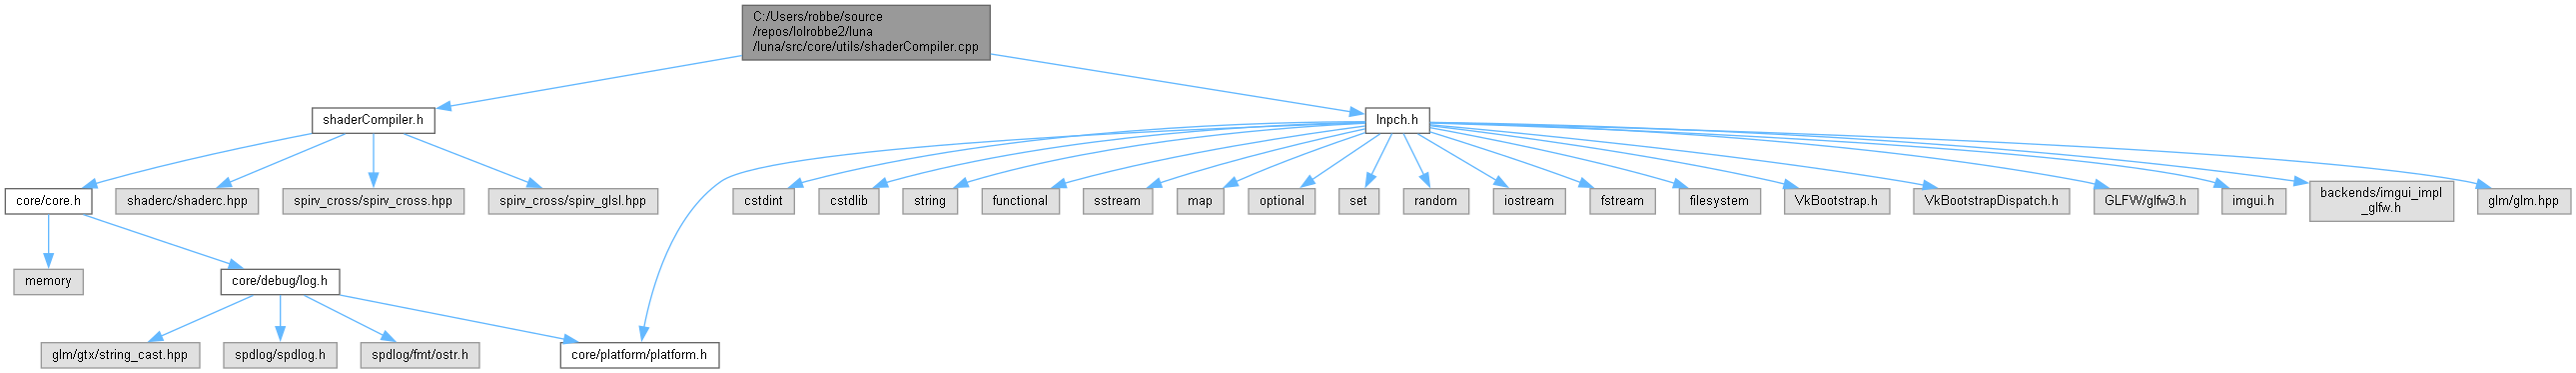 C:/Users/robbe/source
/repos/lolrobbe2/luna
/luna/src/core/utils/shaderCompiler.cpp
shaderCompiler.h
lnpch.h
core/core.h
shaderc/shaderc.hpp
spirv_cross/spirv_cross.hpp
spirv_cross/spirv_glsl.hpp
cstdint
cstdlib
string
functional
sstream
map
optional
set
random
iostream
fstream
filesystem
VkBootstrap.h
VkBootstrapDispatch.h
GLFW/glfw3.h
imgui.h
backends/imgui_impl
_glfw.h
glm/glm.hpp
memory
core/debug/log.h
glm/gtx/string_cast.hpp
spdlog/spdlog.h
spdlog/fmt/ostr.h
core/platform/platform.h